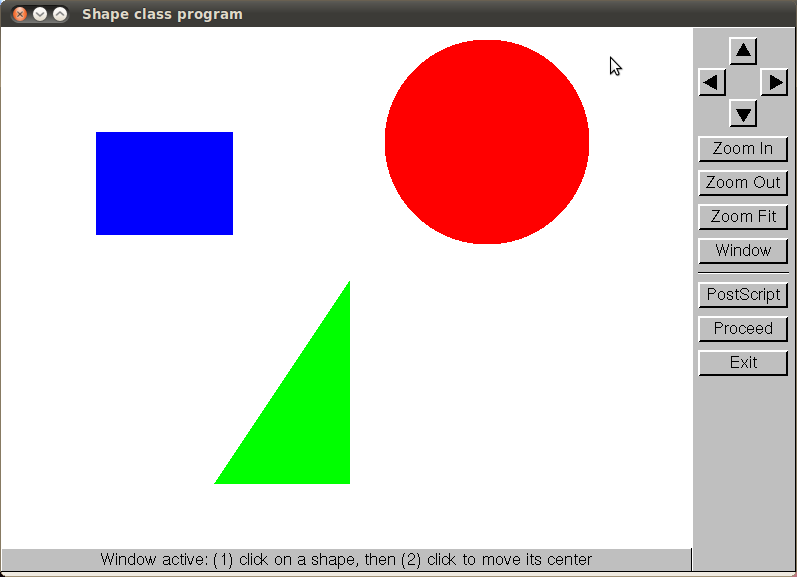 Shape class program
Zoom In
Zoom Out
Zoom Fit
Window
PostScript
Proceed
Exit
Window active: (1) click on a shape, then (2) click to move its center